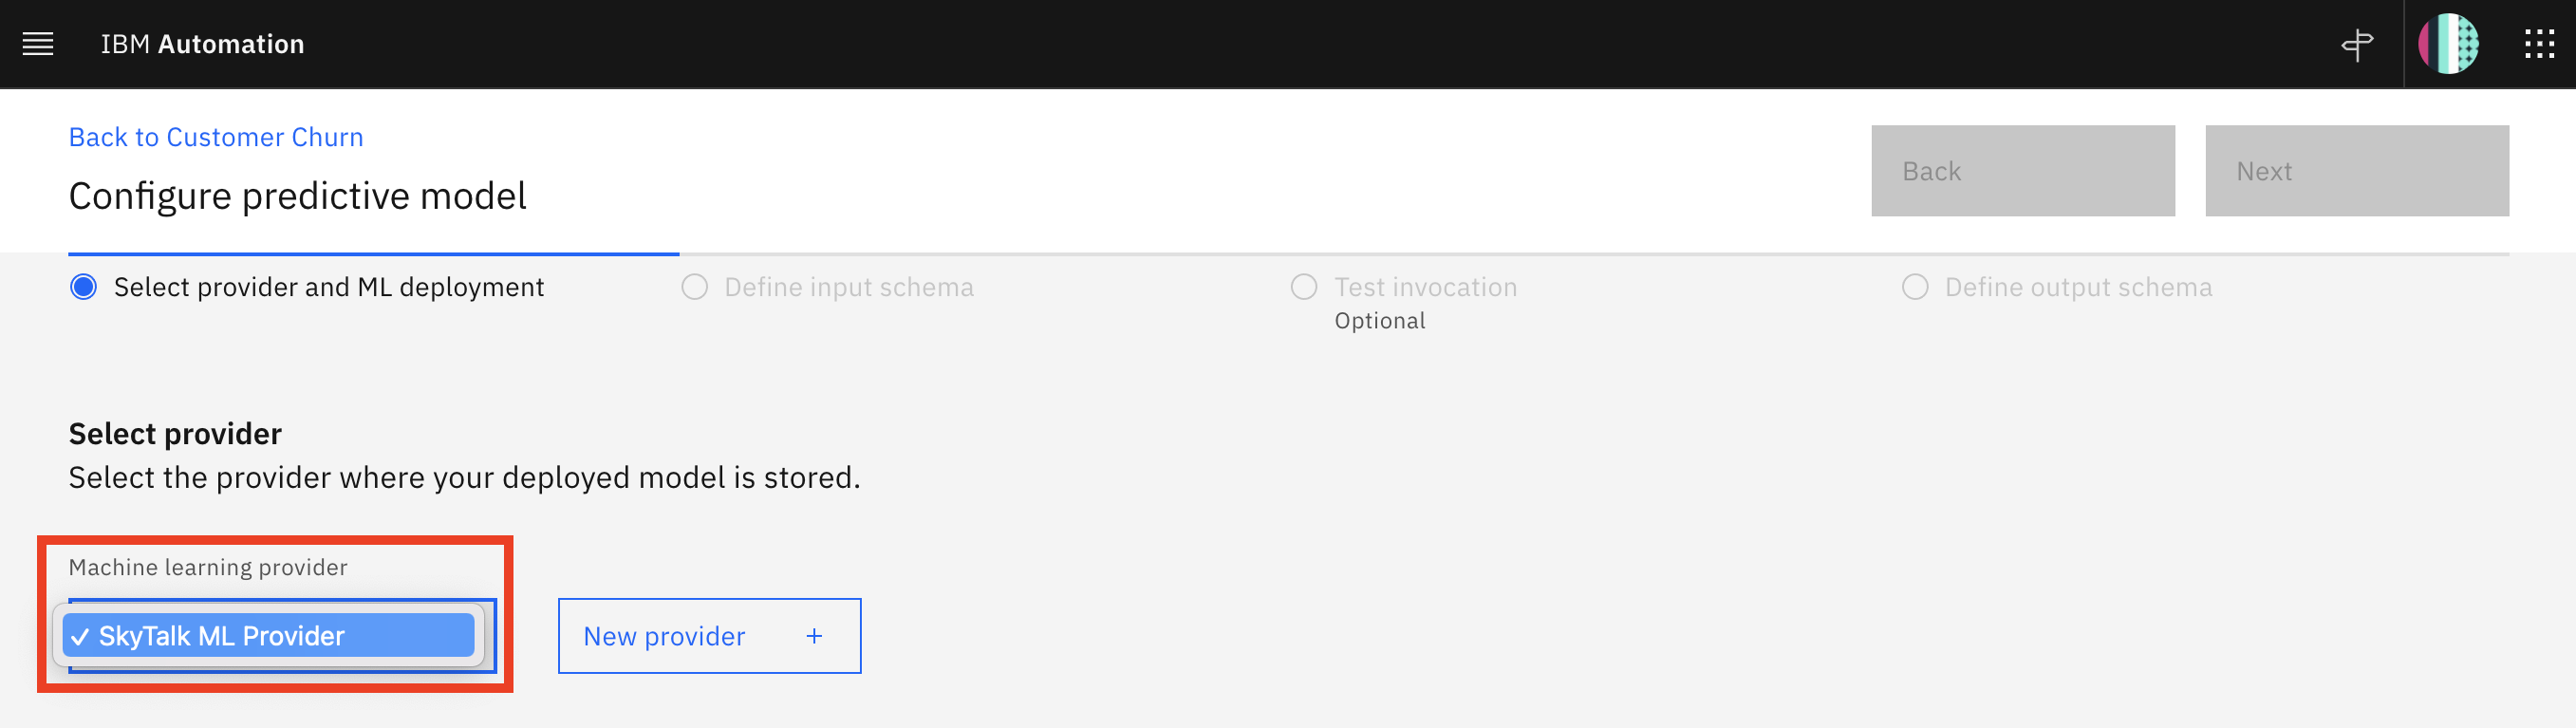 IBM Automation
Back to Customer Churn
Configure predictive model
Back
Next
Select provider and ML deployment
Define input schema
Test invocation
Optional
Define output schema
Select provider
Select the provider where your deployed model is stored.
Machine learning provider
✓ SkyTalk ML Provider
New provider +